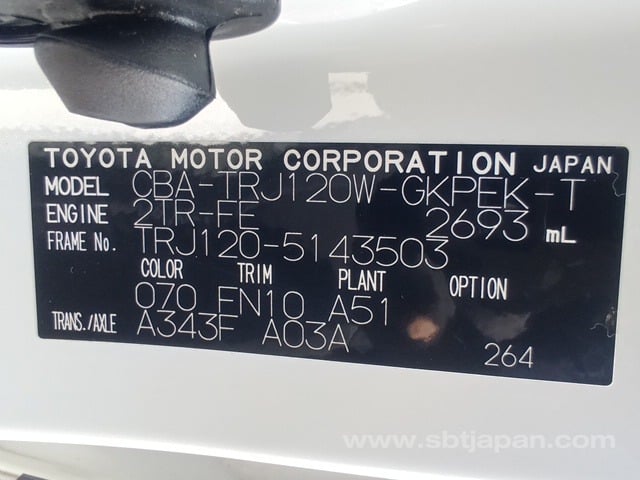 TOYOTA MOTOR CORPORATION JAPAN
MODEL CBA-TRJ120W-GKPEK-T
ENGINE 2TR-FE 2693 mL
FRAME No. TRJ120-5143503
COLOR TRIM PLANT OPTION
070 FN10 A51
TRANS./AXLE A343F A03A
264
www.sbtjapan.com